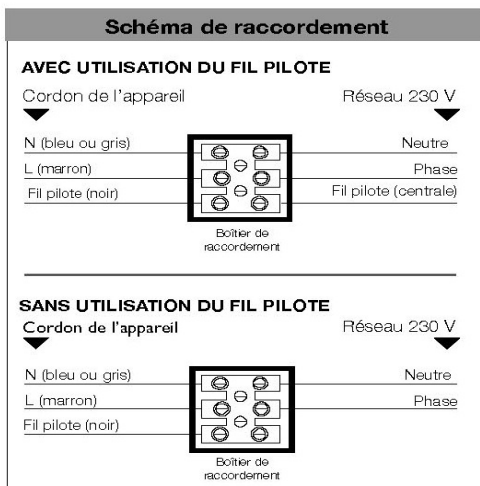 Schéma de raccordement
AVEC UTILISATION DU FIL PILOTE
Cordon de l'appareil Réseau 230 V
N (bleu ou gris) Neutre
L (marron) Phase
Fil pilote (noir) Fil pilote (centrale)
Boîtier de
raccordement
SANS UTILISATION DU FIL PILOTE
Cordon de l'appareil Réseau 230 V
N (bleu ou gris) Neutre
L (marron) Phase
Fil pilote (noir)
Boîtier de
raccordement